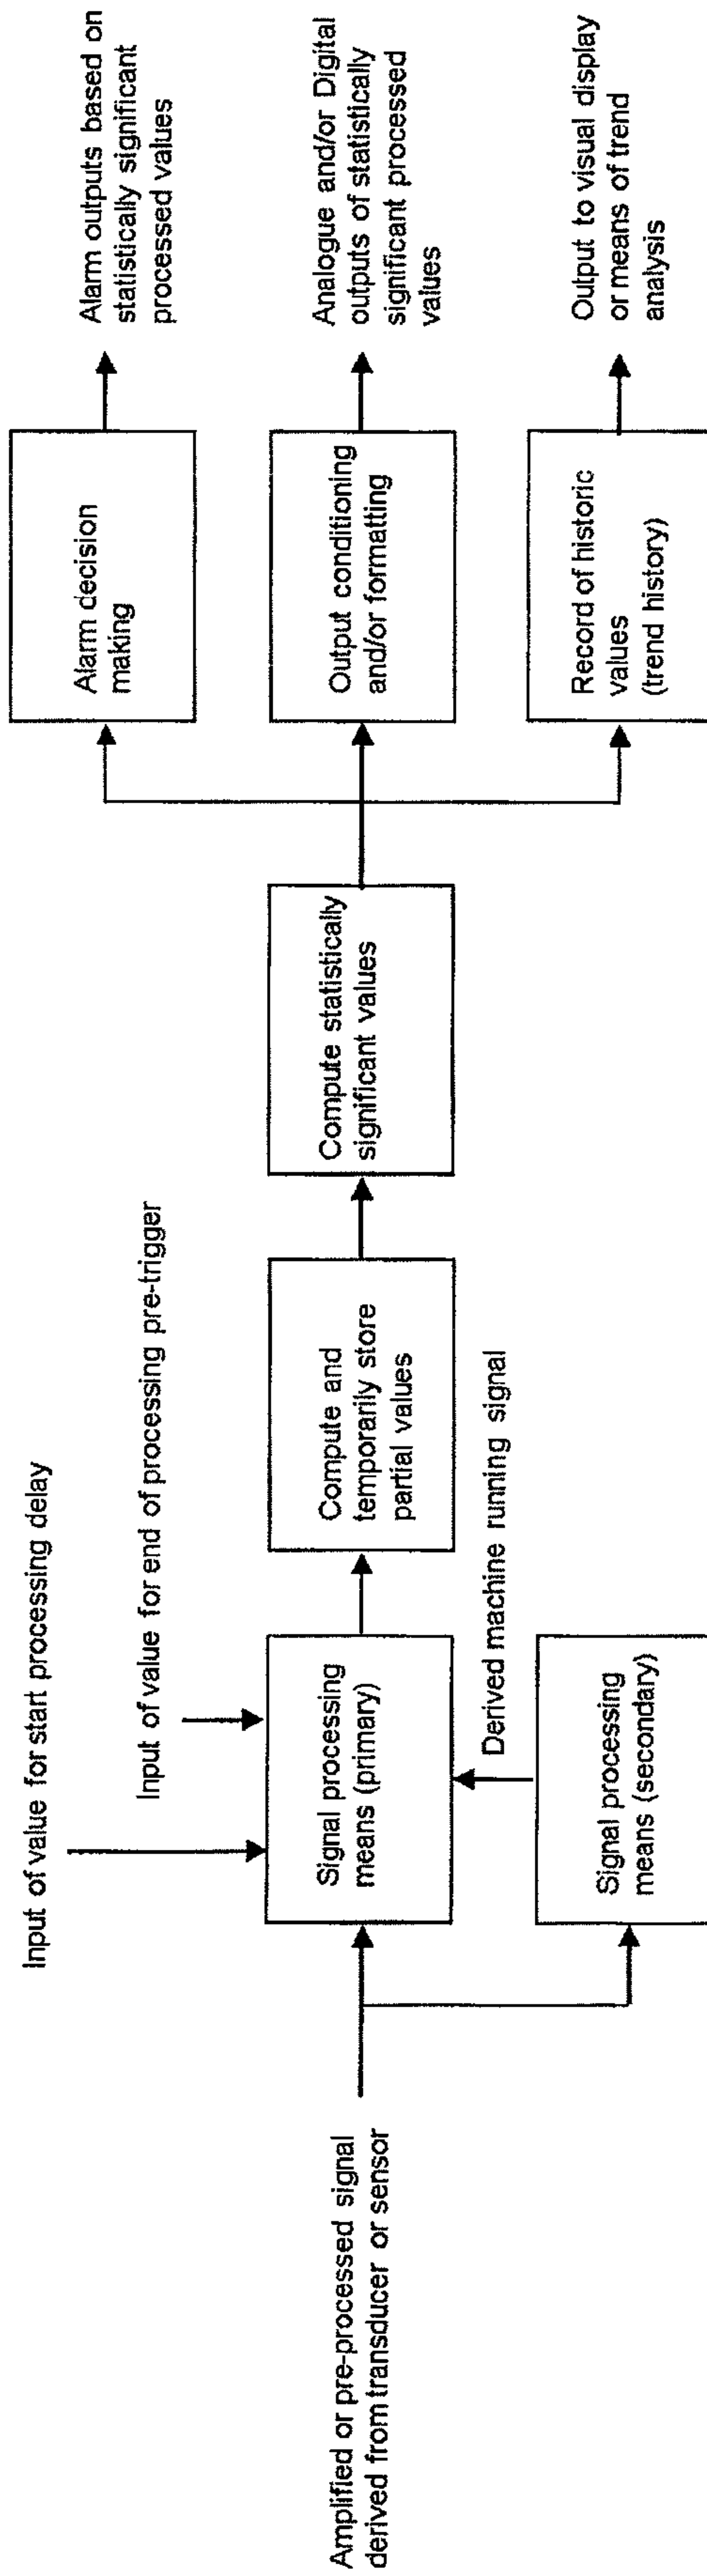 Input of value for start processing delay
Input of value for end of processing pre-trigger
Amplified or pre-processed signal
derived from transducer or sensor
Signal processing
means (primary)
Derived machine running signal
Signal processing
means (secondary)
Compute and
temporarily store
partial values
Compute statistically
significant values
Alarm decision
making
Output conditioning
and/or formatting
Record of historic
values
(trend history)
Alarm outputs based on
statistically significant
processed values
Analogue and/or Digital
outputs of statistically
significant processed
values
Output to visual display
or means of trend
analysis